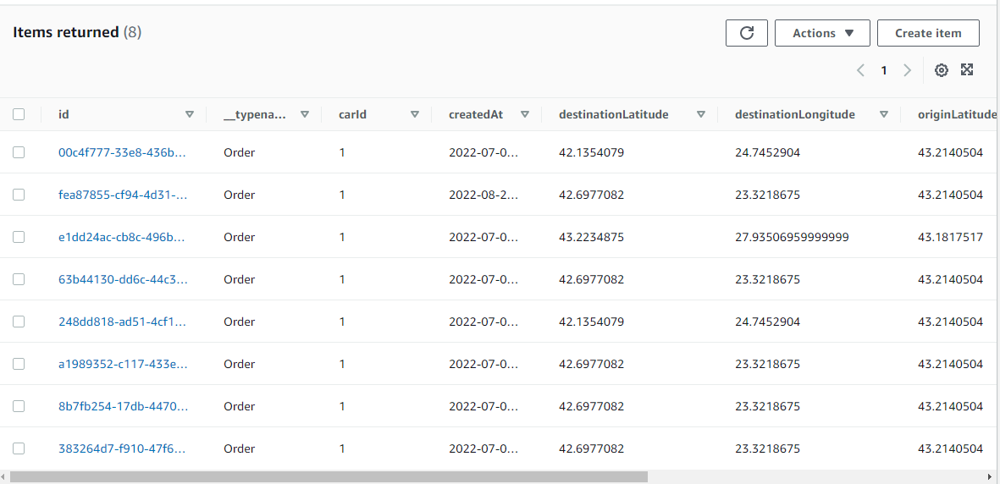 Items returned (8)
Actions Create item
1
id __typena... carId createdAt destinationLatitude destinationLongitude originLatitude
00c4f777-33e8-436b... Order 1 2022-07-0... 42.1354079 24.7452904 43.2140504
fea87855-cf94-4d31-... Order 1 2022-08-2... 42.6977082 23.3218675 43.2140504
e1dd24ac-cb8c-496b... Order 1 2022-07-0... 43.2234875 27.93506959999999 43.1817517
63b44130-dd6c-44c3... Order 1 2022-07-0... 42.6977082 23.3218675 43.2140504
248dd818-ad51-4cf1... Order 1 2022-07-0... 42.1354079 24.7452904 43.2140504
a1989352-c117-433e... Order 1 2022-07-0... 42.6977082 23.3218675 43.2140504
8b7fb254-17db-4470... Order 1 2022-07-0... 42.6977082 23.3218675 43.2140504
383264d7-f910-47f6... Order 1 2022-07-0... 42.6977082 23.3218675 43.2140504